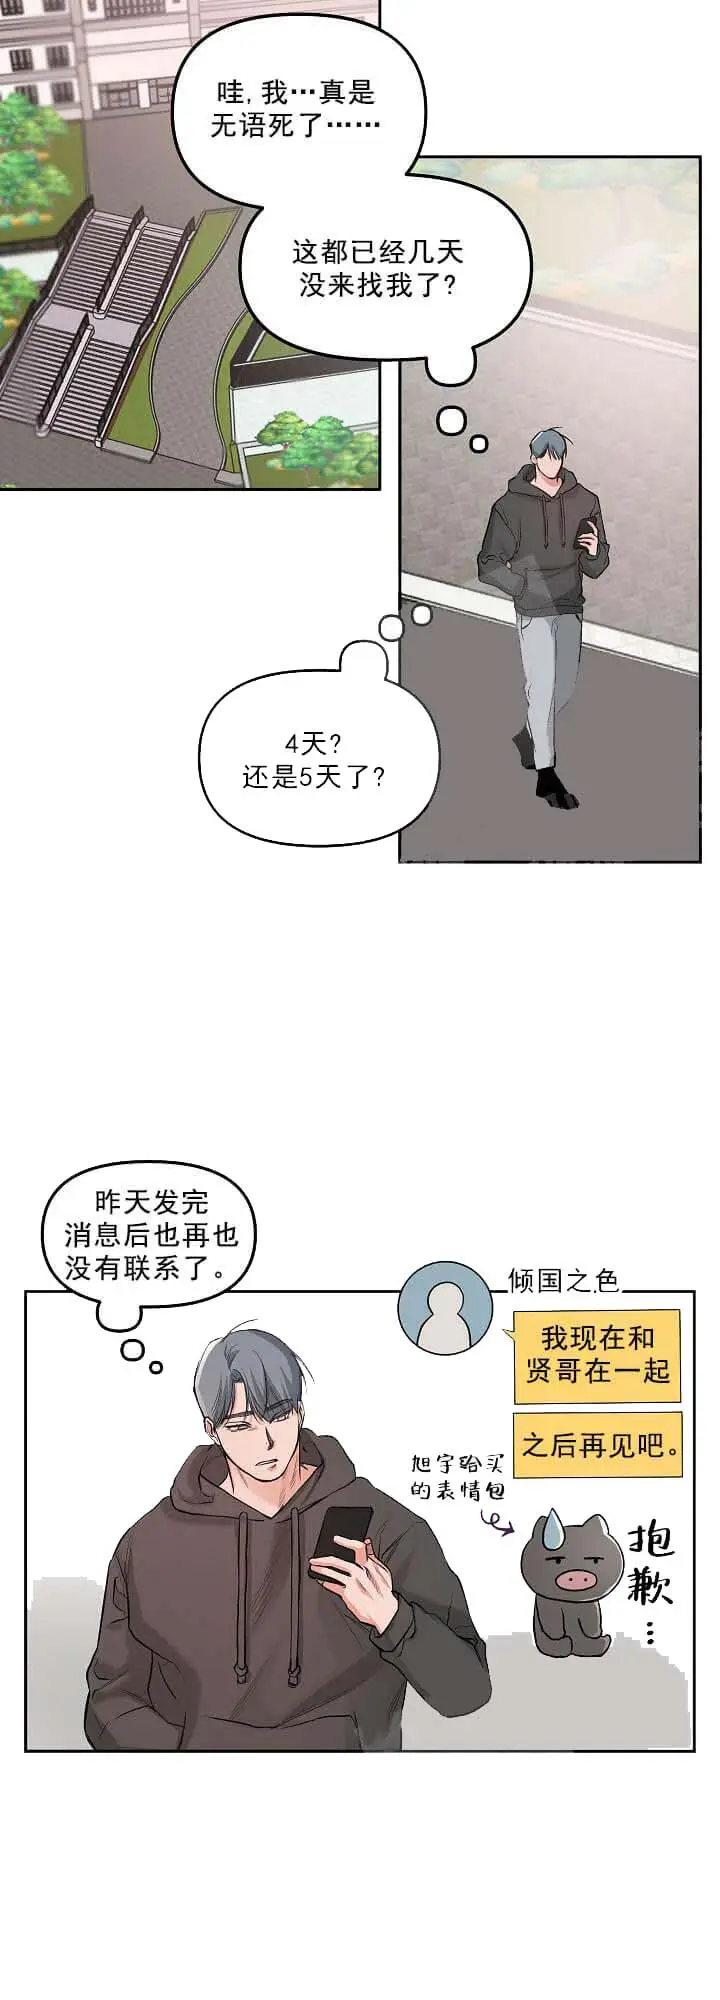 哇,我…真是
无语死了……
这都已经几天
没来找我了?
4天?
还是5天了?
昨天发完
消息后也再也
没有联系了。
倾国之色
我现在和
贤哥在一起
之后再见吧。
旭宇给买
的表情包
抱
歉
…